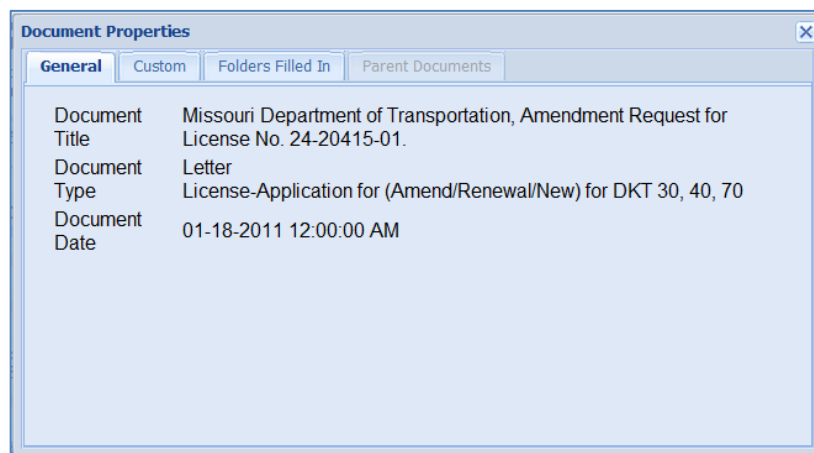 Document Properties
General Custom Folders Filled In Parent Documents
Document Title Missouri Department of Transportation, Amendment Request for
License No. 24-20415-01.
Document Type Letter
License-Application for (Amend/Renewal/New) for DKT 30, 40, 70
Document Date 01-18-2011 12:00:00 AM